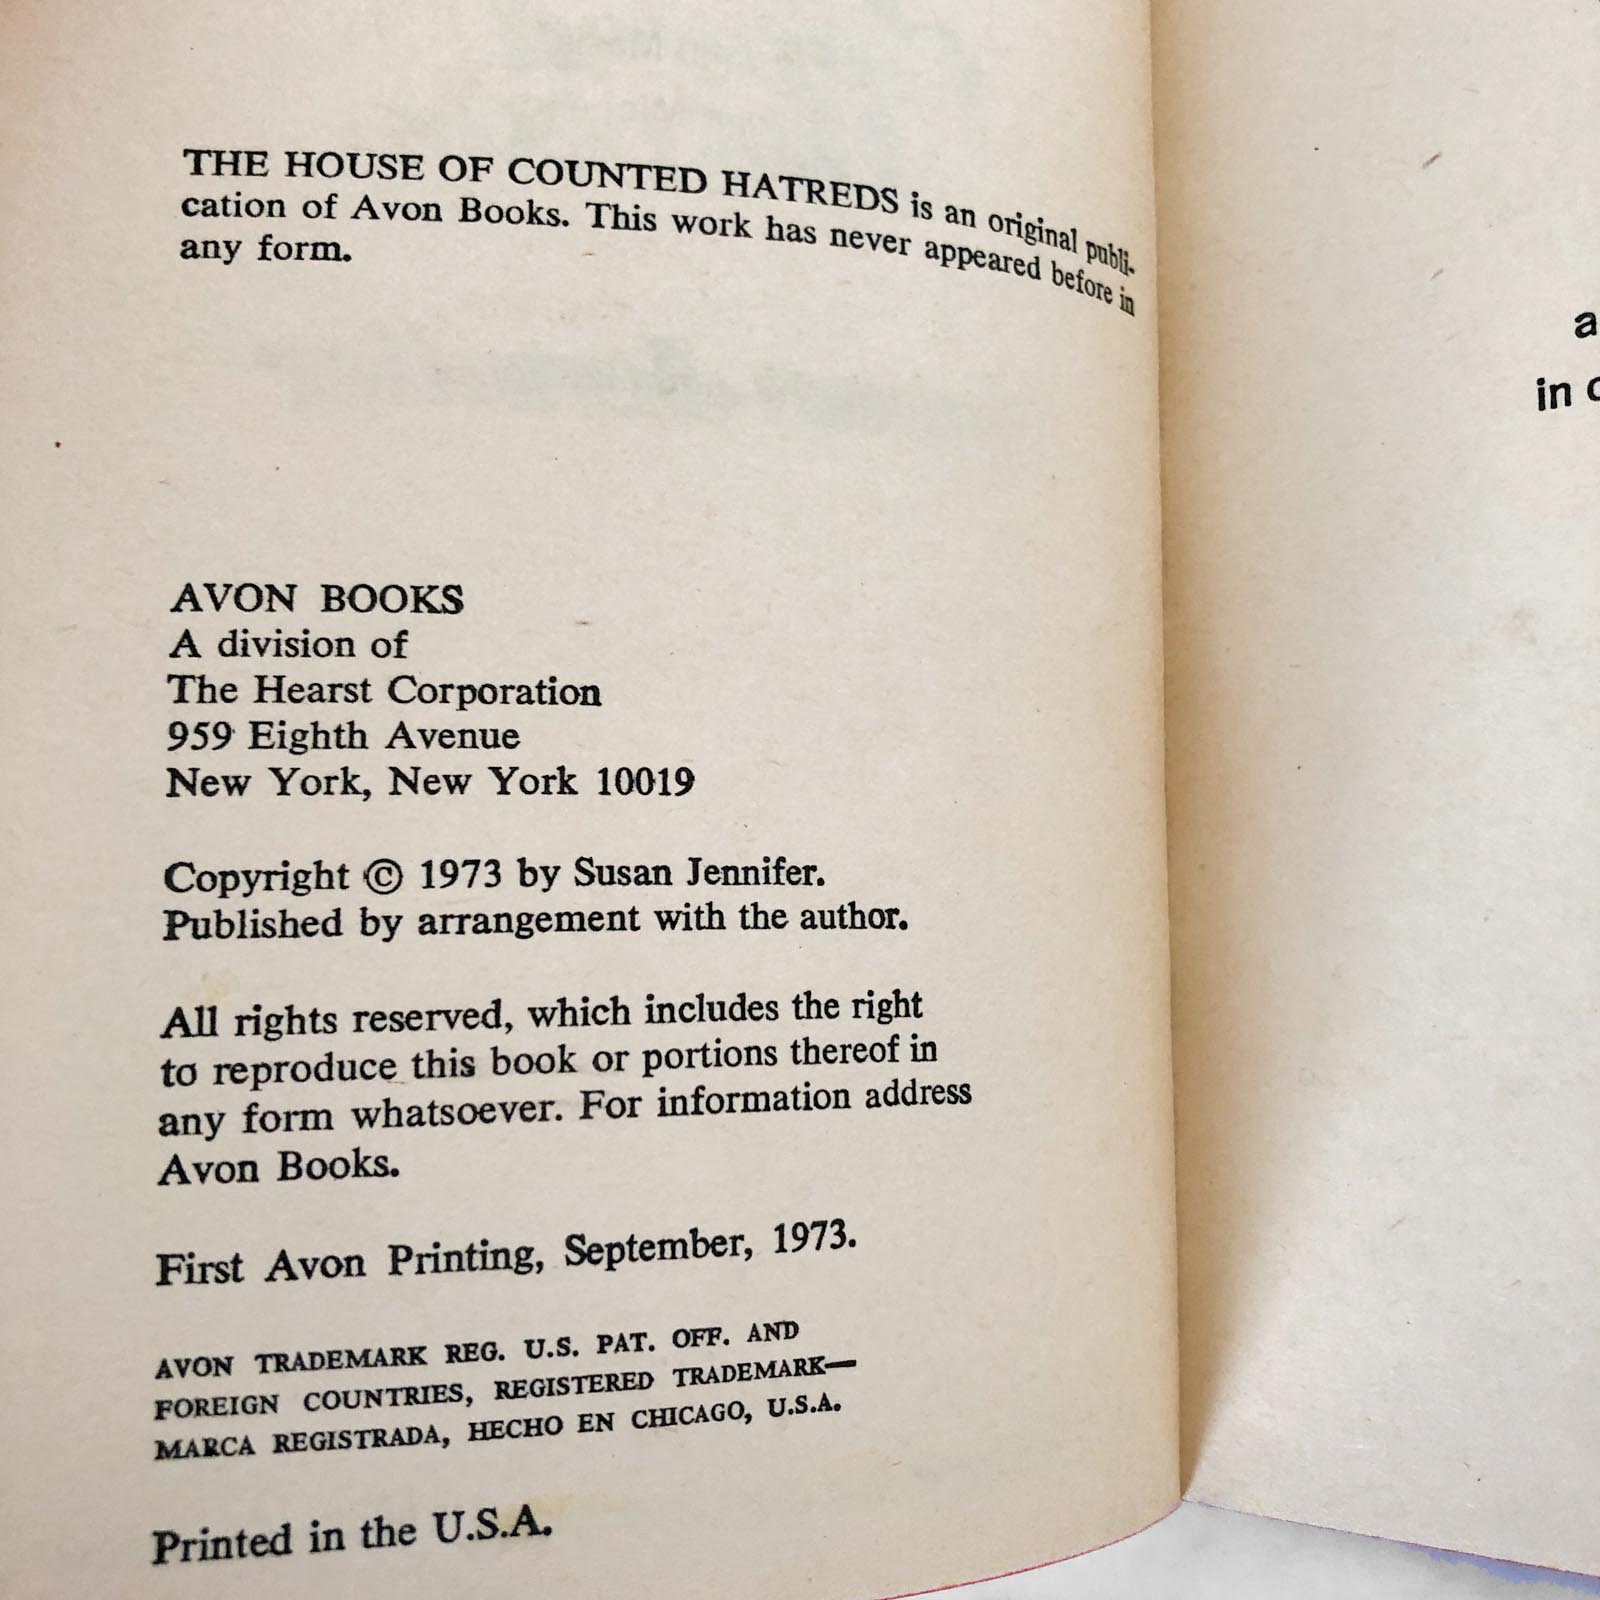 THE HOUSE OF COUNTED HATREDS is an original publi-
cation of Avon Books. This work has never appeared before in
any form.
AVON BOOKS
A division of
The Hearst Corporation
959 Eighth Avenue
New York, New York 10019
Copyright © 1973 by Susan Jennifer.
Published by arrangement with the author.
All rights reserved, which includes the right
to reproduce this book or portions thereof in
any form whatsoever. For information address
Avon Books.
First Avon Printing, September, 1973.
AVON TRADEMARK REG. U.S. PAT. OFF. AND
FOREIGN COUNTRIES, REGISTERED TRADEMARK—
MARCA REGISTRADA, HECHO EN CHICAGO, U.S.A.
Printed in the U.S.A.
in